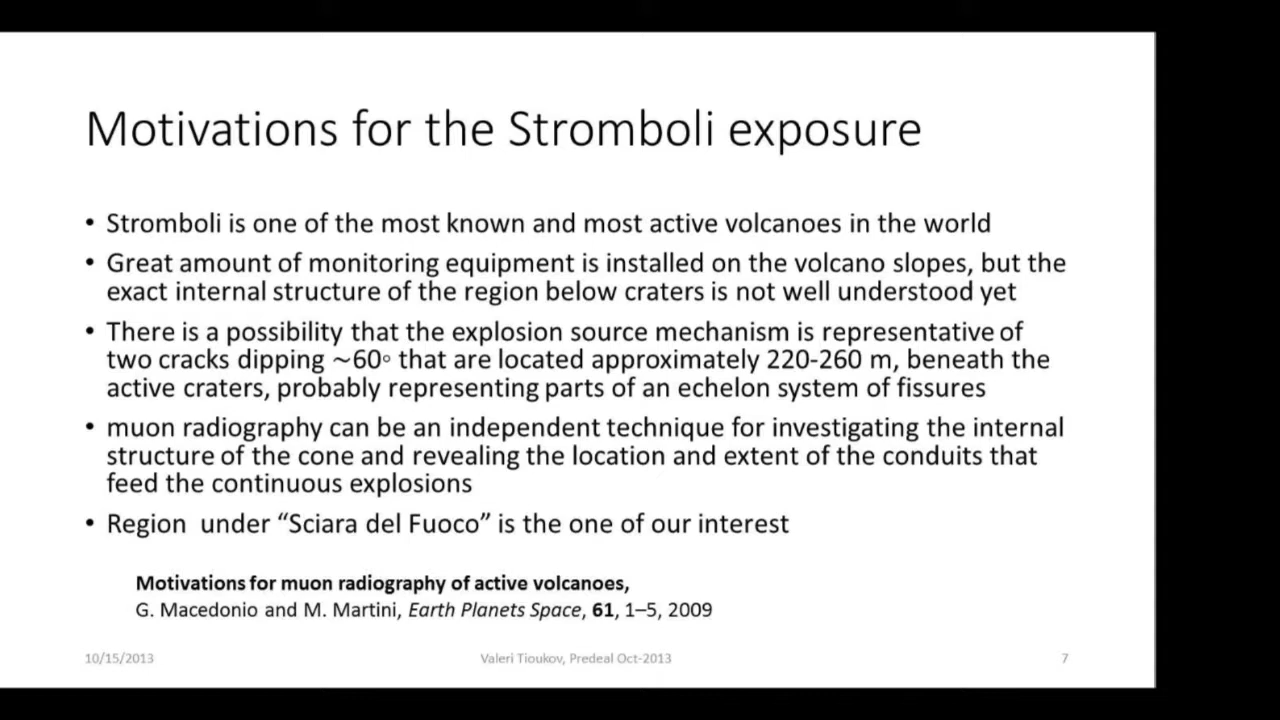 Motivations for the Stromboli exposure
• Stromboli is one of the most known and most active volcanoes in the world
• Great amount of monitoring equipment is installed on the volcano slopes, but the
exact internal structure of the region below craters is not well understood yet
• There is a possibility that the explosion source mechanism is representative of
two cracks dipping ~60◦ that are located approximately 220-260 m, beneath the
active craters, probably representing parts of an echelon system of fissures
• muon radiography can be an independent technique for investigating the internal
structure of the cone and revealing the location and extent of the conduits that
feed the continuous explosions
• Region  under “Sciara del Fuoco” is the one of our interest
Motivations for muon radiography of active volcanoes,
G. Macedonio and M. Martini, Earth Planets Space, 61, 1–5, 2009
10/15/2013 Valeri Tioukov, Predeal Oct-2013 7